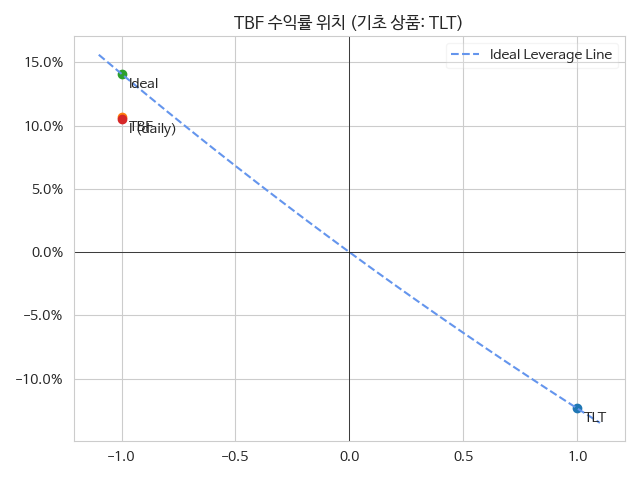 TBF 수익률 위치 (기초 상품: TLT)
Ideal Leverage Line
15.0%
10.0%
5.0%
0.0%
−5.0%
−10.0%
Ideal
TBF
I (daily)
TLT
−1.0
−0.5
0.0
0.5
1.0